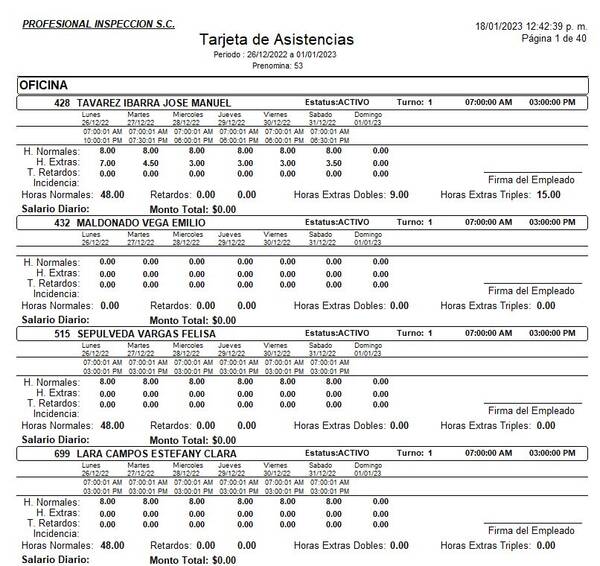 PROFESIONAL INSPECCION S.C.
18/01/2023 12:42:39 p. m.
Tarjeta de Asistencias
Página 1 de 40
Periodo : 26/12/2022 a 01/01/2023
Prenomina: 53
OFICINA
428 TAVAREZ IBARRA JOSE MANUEL Estatus:ACTIVO Turno: 1 07:00:00 AM 03:00:00 PM
Lunes Martes Miercoles Jueves Viernes Sabado Domingo
26/12/22 27/12/22 28/12/22 29/12/22 30/12/22 31/12/22 01/01/23
07:00:01 AM 07:00:01 AM 07:00:01 AM 07:00:01 AM 07:00:01 AM 07:00:01 AM
10:00:01 PM 07:30:01 PM 06:00:01 PM 06:00:01 PM 06:00:01 PM 06:30:01 PM
H. Normales: 8.00 8.00 8.00 8.00 8.00 8.00 0.00
H. Extras: 7.00 4.50 3.00 3.00 3.00 3.50 0.00
T. Retardos: 0.00 0.00 0.00 0.00 0.00 0.00 0.00
Incidencia: Firma del Empleado
Horas Normales: 48.00 Retardos: 0.00 0.00 Horas Extras Dobles: 9.00 Horas Extras Triples: 15.00
Salario Diario: Monto Total: $0.00
432 MALDONADO VEGA EMILIO Estatus:ACTIVO Turno: 1 07:00:00 AM 03:00:00 PM
Lunes Martes Miercoles Jueves Viernes Sabado Domingo
26/12/22 27/12/22 28/12/22 29/12/22 30/12/22 31/12/22 01/01/23
H. Normales: 0.00 0.00 0.00 0.00 0.00 0.00 0.00
H. Extras: 0.00 0.00 0.00 0.00 0.00 0.00 0.00
T. Retardos: 0.00 0.00 0.00 0.00 0.00 0.00 0.00
Incidencia: Firma del Empleado
Horas Normales: 0.00 Retardos: 0.00 0.00 Horas Extras Dobles: 0.00 Horas Extras Triples: 0.00
Salario Diario: Monto Total: $0.00
515 SEPULVEDA VARGAS FELISA Estatus:ACTIVO Turno: 1 07:00:00 AM 03:00:00 PM
Lunes Martes Miercoles Jueves Viernes Sabado Domingo
26/12/22 27/12/22 28/12/22 29/12/22 30/12/22 31/12/22 01/01/23
07:00:01 AM 07:00:01 AM 07:00:01 AM 07:00:01 AM 07:00:01 AM 07:00:01 AM
03:00:01 PM 03:00:01 PM 03:00:01 PM 03:00:01 PM 03:00:01 PM 03:00:01 PM
H. Normales: 8.00 8.00 8.00 8.00 8.00 8.00 0.00
H. Extras: 0.00 0.00 0.00 0.00 0.00 0.00 0.00
T. Retardos: 0.00 0.00 0.00 0.00 0.00 0.00 0.00
Incidencia: Firma del Empleado
Horas Normales: 48.00 Retardos: 0.00 0.00 Horas Extras Dobles: 0.00 Horas Extras Triples: 0.00
Salario Diario: Monto Total: $0.00
699 LARA CAMPOS ESTEFANY CLARA Estatus:ACTIVO Turno: 1 07:00:00 AM 03:00:00 PM
Lunes Martes Miercoles Jueves Viernes Sabado Domingo
26/12/22 27/12/22 28/12/22 29/12/22 30/12/22 31/12/22 01/01/23
07:00:01 AM 07:00:01 AM 07:00:01 AM 07:00:01 AM 07:00:01 AM 07:00:01 AM
03:00:01 PM 03:00:01 PM 03:00:01 PM 03:00:01 PM 03:00:01 PM 03:00:01 PM
H. Normales: 8.00 8.00 8.00 8.00 8.00 8.00 0.00
H. Extras: 0.00 0.00 0.00 0.00 0.00 0.00 0.00
T. Retardos: 0.00 0.00 0.00 0.00 0.00 0.00 0.00
Incidencia: Firma del Empleado
Horas Normales: 48.00 Retardos: 0.00 0.00 Horas Extras Dobles: 0.00 Horas Extras Triples: 0.00
Salario Diario: Monto Total: $0.00